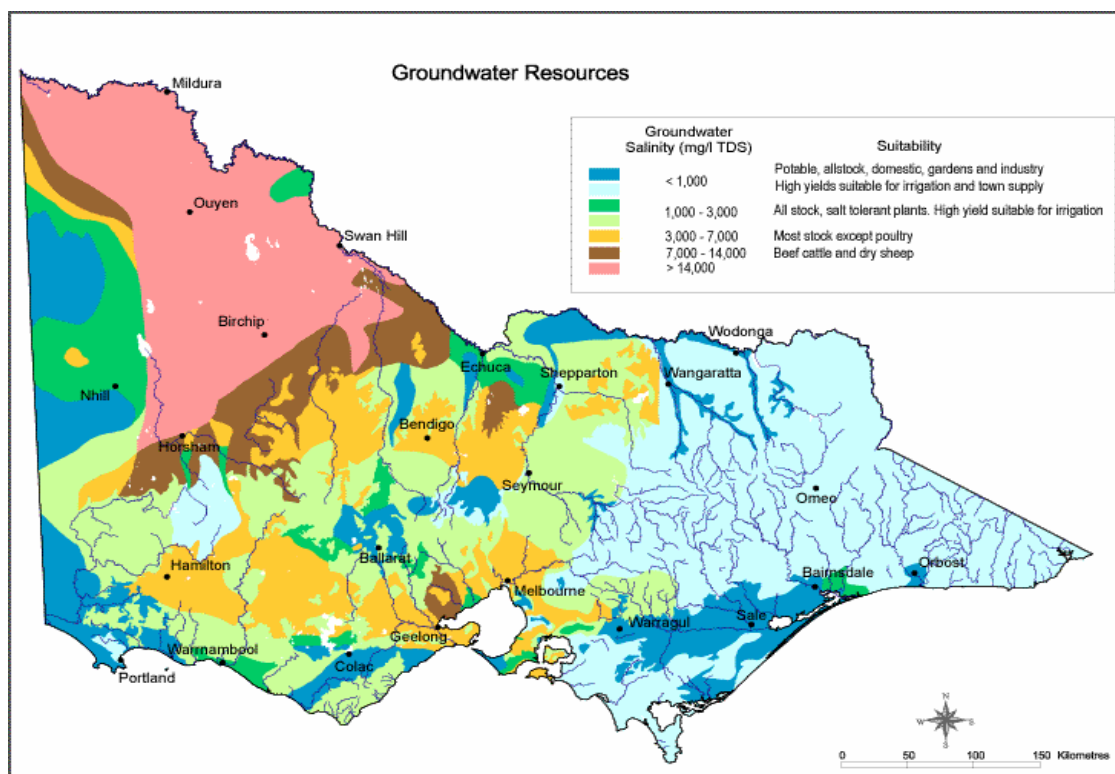 Groundwater Resources
Groundwater
Salinity (mg/l TDS)
Suitability
< 1,000
Potable, allstock, domestic, gardens and industry
High yields suitable for irrigation and town supply
1,000 - 3,000
All stock, salt tolerant plants. High yield suitable for irrigation
3,000 - 7,000
Most stock except poultry
7,000 - 14,000
Beef cattle and dry sheep
> 14,000
Mildura
Ouyen
Swan Hill
Birchip
Wodonga
Echuca
Shepparton
Wangaratta
Nhill
Bendigo
Horsham
Seymour
Omeo
Ballarat
Hamilton
Melbourne
Bairnsdale
Orbost
Geelong
Warragul
Sale
Warrnambool
Colac
Portland
N
W
S
S
0 50 100 150 Kilometres